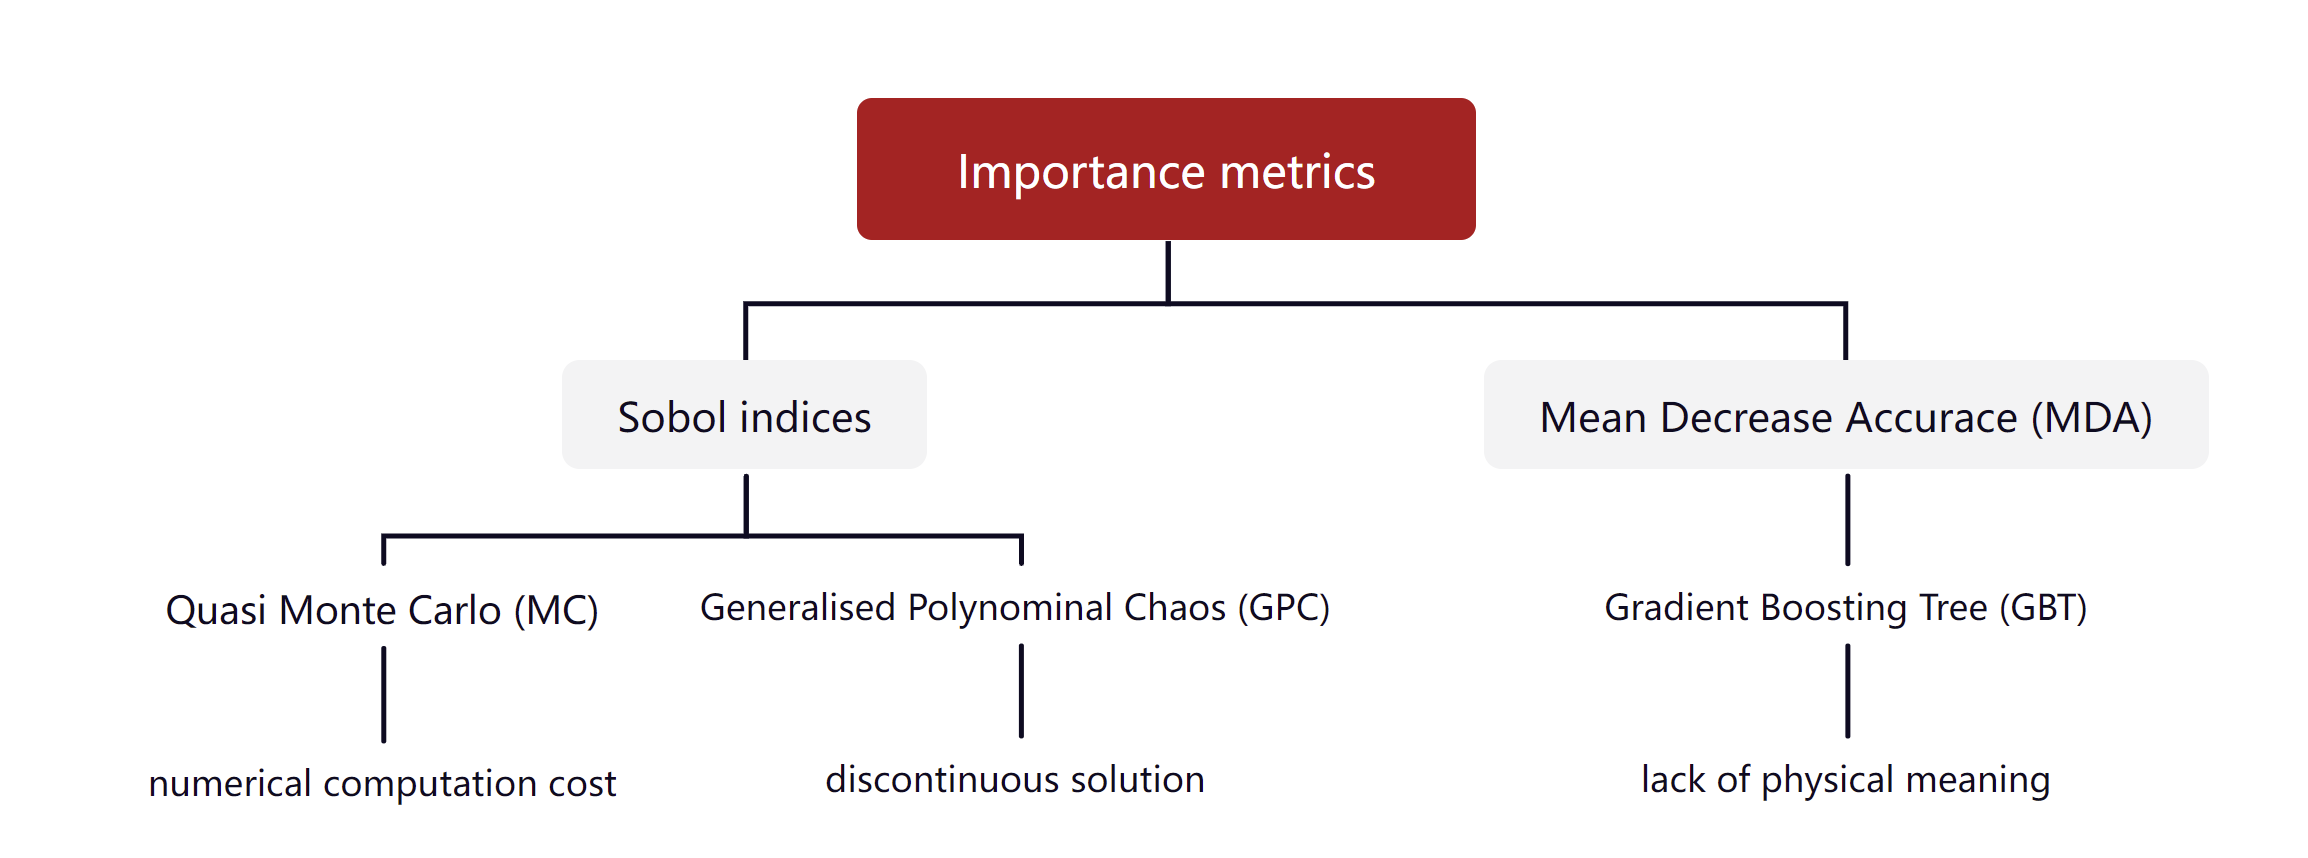 Importance metrics
Sobol indices
Mean Decrease Accurace (MDA)
Quasi Monte Carlo (MC)
Generalised Polynominal Chaos (GPC)
Gradient Boosting Tree (GBT)
numerical computation cost
discontinuous solution
lack of physical meaning